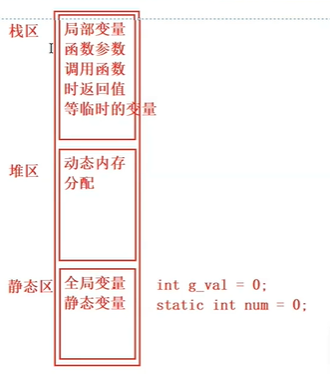 栈区
局部变量
函数参数
调用函数
时返回值
等临时的变量
堆区
动态内存
分配
静态区
全局变量
静态变量
int g_val = 0;
static int num = 0;